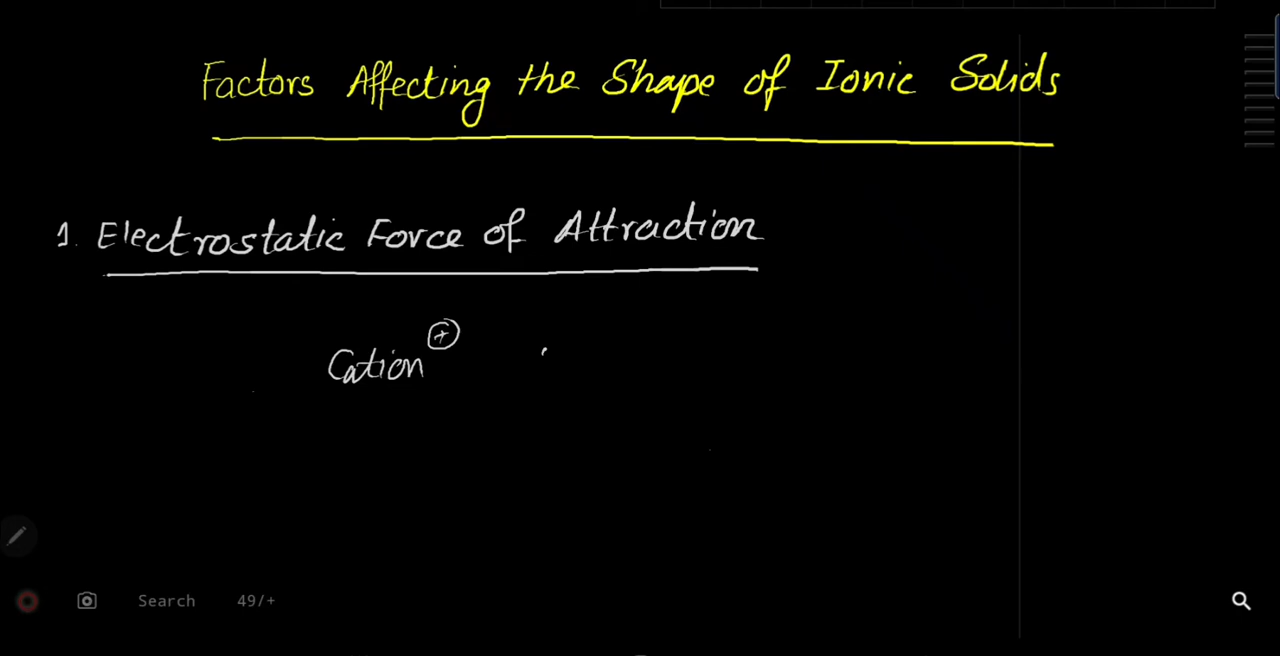 Factors Affecting the Shape of Ionic Solids
1. Electrostatic Force of Attraction
Cation⊕
Search 49/+